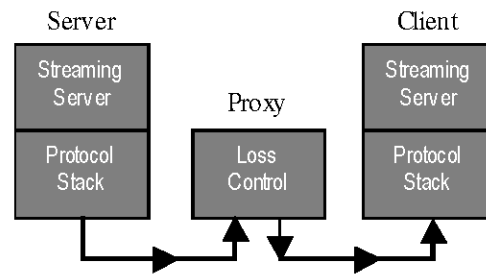 Server
Client
Streaming
Server
Streaming
Server
Proxy
Protocol
Stack
Loss
Control
Protocol
Stack